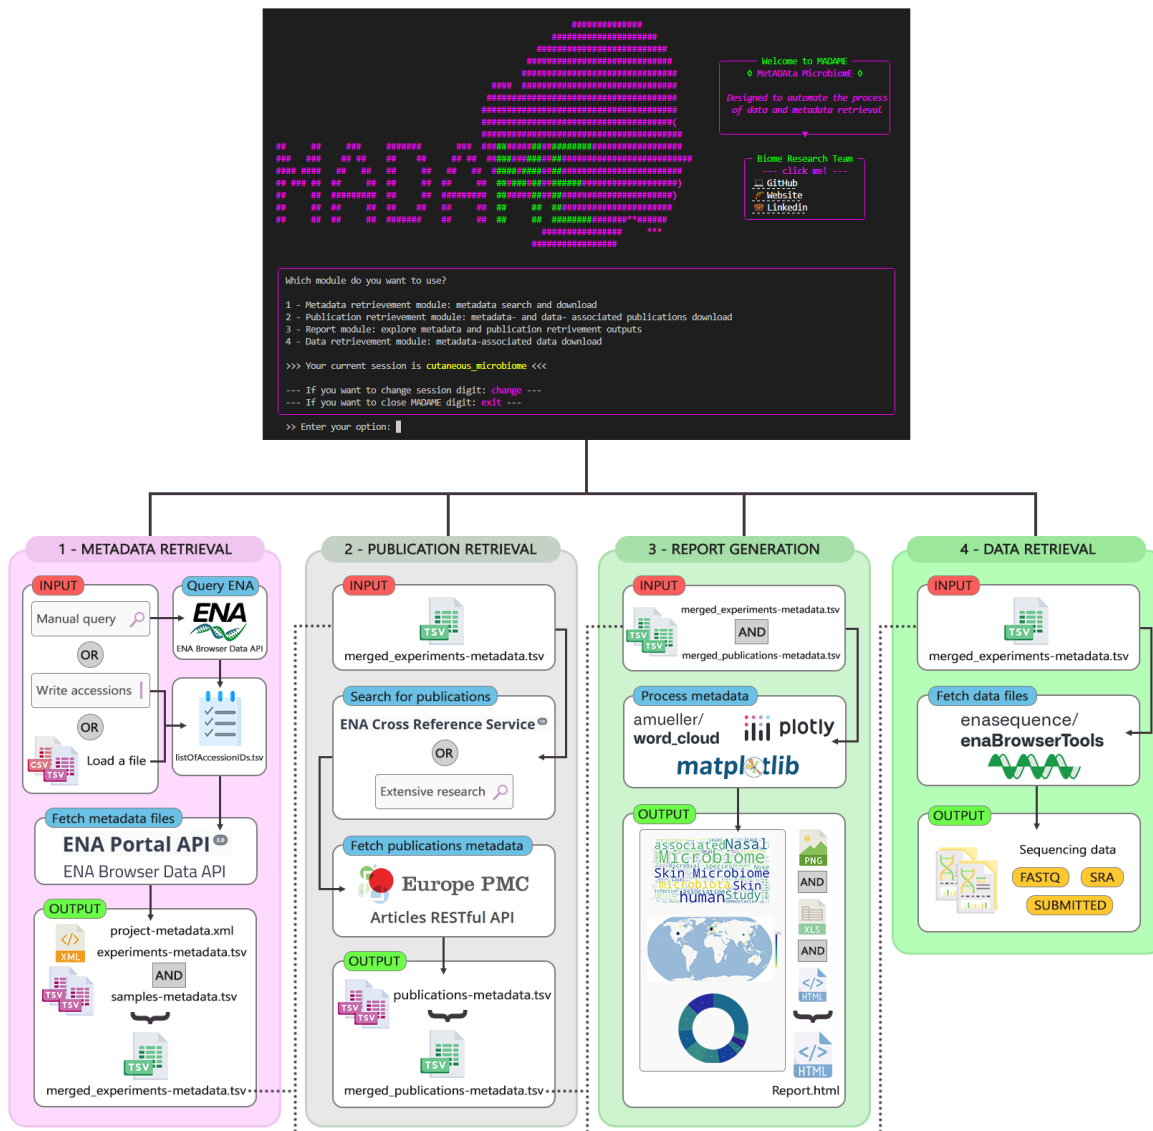 MADAME
Welcome to MADAME
◊ MetADAta MicrobiomE ◊
Designed to automate the process
of data and metadata retrieval
Biome Research Team
--- click me! ---
GitHub
Website
Linkedin
Which module do you want to use?
1 - Metadata retrievement module: metadata search and download
2 - Publication retrievement module: metadata- and data- associated publications download
3 - Report module: explore metadata and publication retrivement outputs
4 - Data retrievement module: metadata-associated data download
>>> Your current session is cutaneous_microbiome <<<
--- If you want to change session digit: change ---
--- If you want to close MADAME digit: exit ---
>> Enter your option:
1 - METADATA RETRIEVAL
INPUT
Manual query
OR
Write accessions
OR
CSV
TSV
Load a file
Query ENA
ENA
ENA Browser Data API
listOfAccessionIDs.tsv
Fetch metadata files
ENA Portal API 2.0
ENA Browser Data API
OUTPUT
XML
project-metadata.xml
TSV
TSV
experiments-metadata.tsv
AND
samples-metadata.tsv
TSV
merged_experiments-metadata.tsv
2 - PUBLICATION RETRIEVAL
INPUT
TSV
merged_experiments-metadata.tsv
Search for publications
ENA Cross Reference Service
OR
Extensive research
Fetch publications metadata
Europe PMC
Articles RESTful API
OUTPUT
TSV
TSV
publications-metadata.tsv
TSV
merged_publications-metadata.tsv
3 - REPORT GENERATION
INPUT
TSV
TSV
merged_experiments-metadata.tsv
AND
merged_publications-metadata.tsv
Process metadata
amueller/
word_cloud
plotly
matplotlib
OUTPUT
associated Nasal
Microbiome
Skin Microbiome
microbiota Skin
human Study
PNG
AND
XLS
AND
HTML
HTML
Report.html
4 - DATA RETRIEVAL
INPUT
TSV
merged_experiments-metadata.tsv
Fetch data files
enasequence/
enaBrowserTools
OUTPUT
Sequencing data
FASTQ
SRA
SUBMITTED